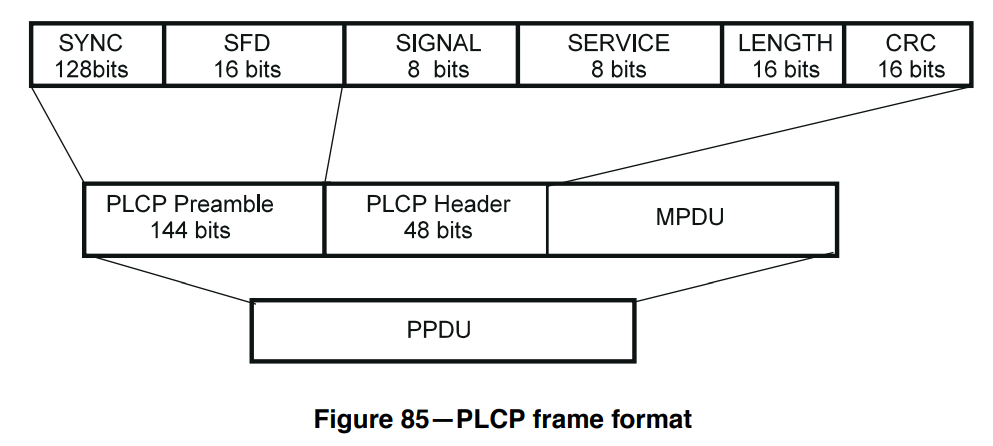 SYNC
128bits
SFD
16 bits
SIGNAL
8 bits
SERVICE
8 bits
LENGTH
16 bits
CRC
16 bits
PLCP Preamble
144 bits
PLCP Header
48 bits
MPDU
PPDU
Figure 85—PLCP frame format